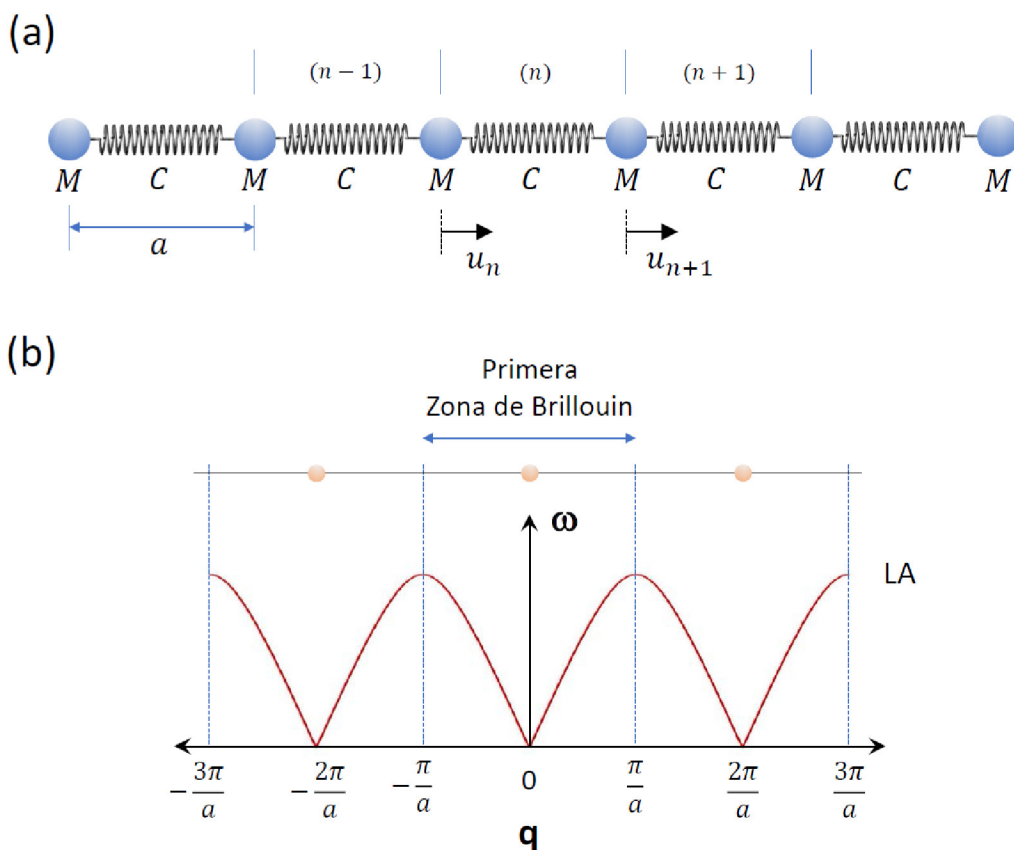 (a)
(n − 1) (n) (n + 1)
M C M C M C M C M C M
a
u_n u_{n+1}
(b)
Primera
Zona de Brillouin
ω
LA
−3π/a −2π/a −π/a 0 π/a 2π/a 3π/a
q